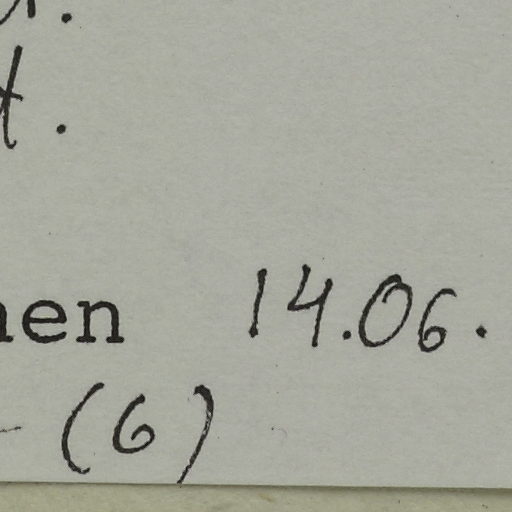 t.
en 14.06.
- (6)